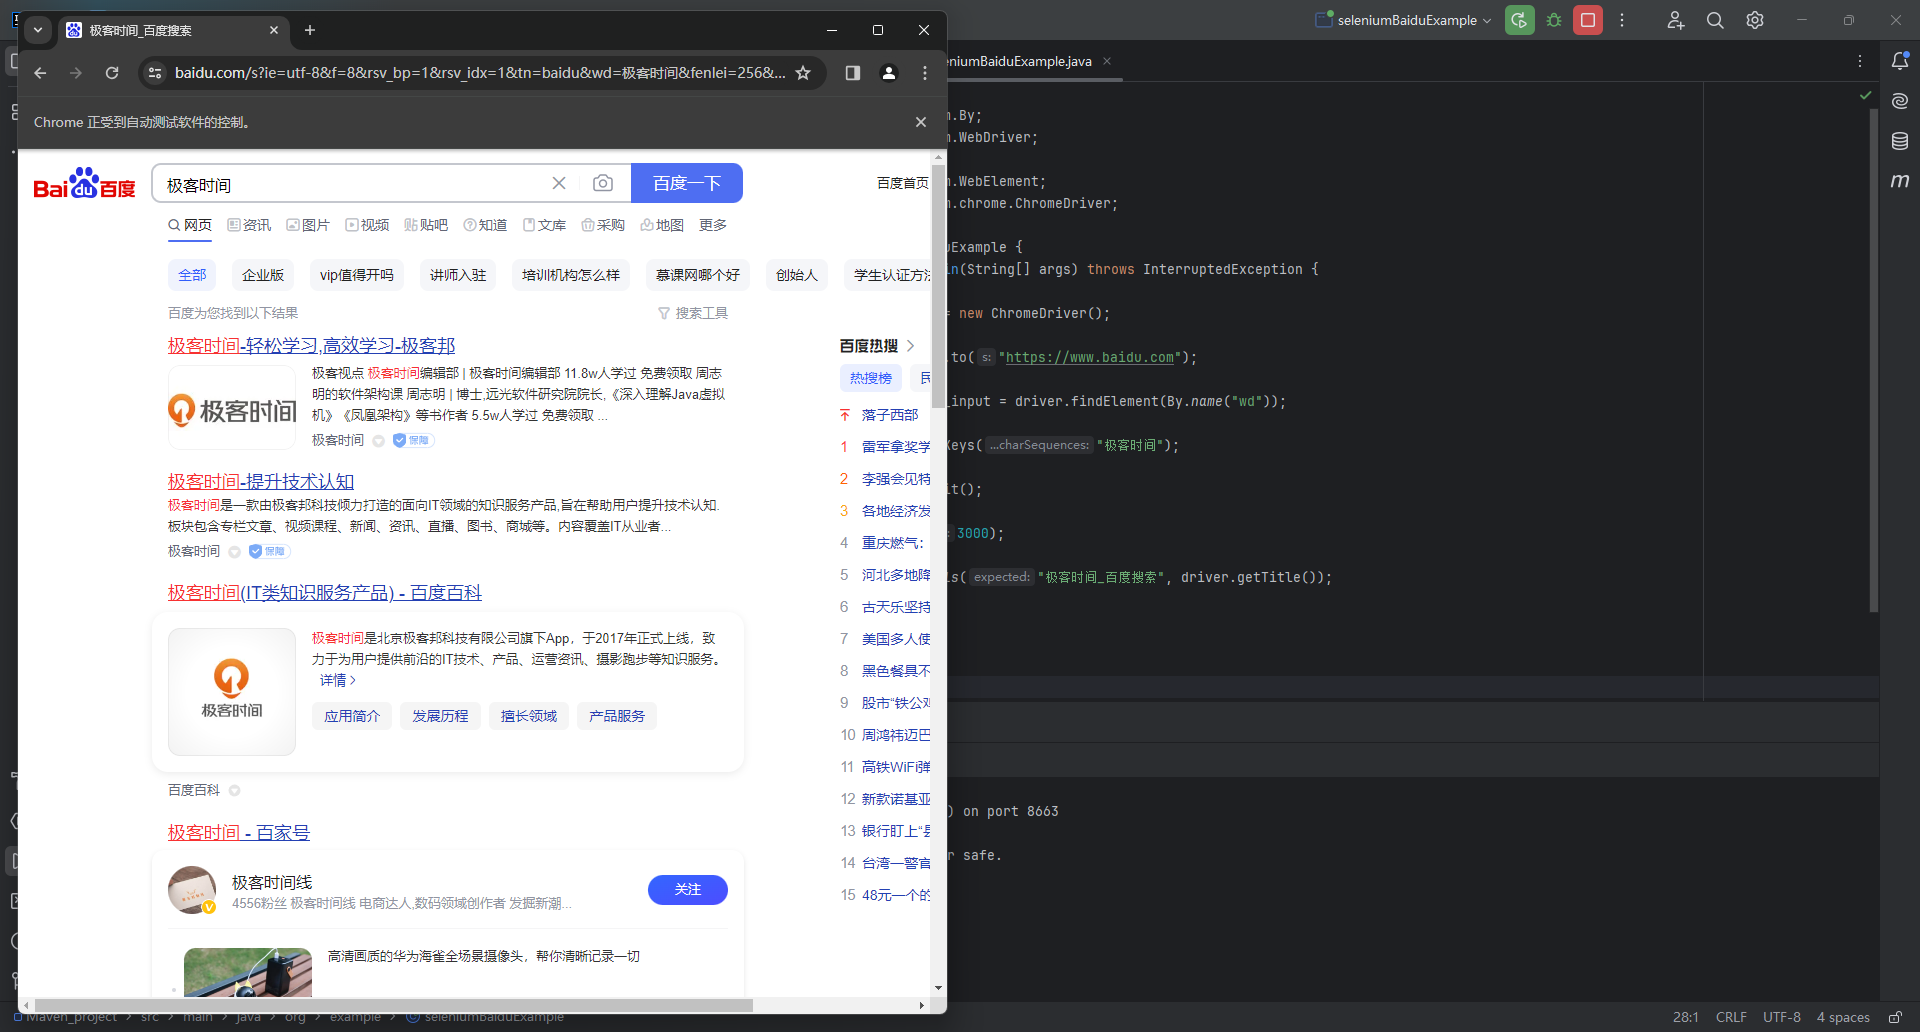 极客时间_百度搜索
baidu.com/s?ie=utf-8&f=8&rsv_bp=1&rsv_idx=1&tn=baidu&wd=极客时间&fenlei=256&...
Chrome 正受到自动测试软件的控制。
Bai du 百度
极客时间
百度一下
百度首页
网页 资讯 图片 视频 贴吧 知道 文库 采购 地图 更多
全部 企业版 vip值得开吗 讲师入驻 培训机构怎么样 慕课网哪个好 创始人 学生认证方法
百度为您找到以下结果
搜索工具
极客时间-轻松学习,高效学习-极客邦
极客时间
极客视点 极客时间编辑部 | 极客时间编辑部 11.8w人学过 免费领取 周志
明的软件架构课 周志明 | 博士,远光软件研究院院长,《深入理解Java虚拟
机》《凤凰架构》等书作者 5.5w人学过 免费领取 ...
极客时间 保障
极客时间-提升技术认知
极客时间是一款由极客邦科技倾力打造的面向IT领域的知识服务产品,旨在帮助用户提升技术认知.
板块包含专栏文章、视频课程、新闻、资讯、直播、图书、商城等。内容覆盖IT从业者...
极客时间 保障
极客时间(IT类知识服务产品) - 百度百科
极客时间
极客时间是北京极客邦科技有限公司旗下App，于2017年正式上线，致
力于为用户提供前沿的IT技术、产品、运营资讯、摄影跑步等知识服务。
详情 >
应用简介 发展历程 擅长领域 产品服务
百度百科
极客时间 - 百家号
极客时间线
4556粉丝 极客时间线 电商达人,数码领域创作者 发掘新潮...
关注
高清画质的华为海雀全场景摄像头，帮你清晰记录一切
百度热搜 >
热搜榜
落子西部
1 雷军拿奖学
2 李强会见特
3 各地经济发
4 重庆燃气：
5 河北多地降
6 古天乐坚持
7 美国多人使
8 黑色餐具不
9 股市“铁公鸡
10 周鸿祎迈巴
11 高铁WiFi弹
12 新款诺基亚
13 银行盯上“县
14 台湾一警官
15 48元一个的
seleniumBaiduExample
niumBaiduExample.java
.By;
.WebDriver;
.WebElement;
.chrome.ChromeDriver;
uExample {
in(String[] args) throws InterruptedException {
= new ChromeDriver();
.to( s: "https://www.baidu.com");
_input = driver.findElement(By.name("wd"));
Keys( ...charSequences: "极客时间");
it();
3000);
ls( expected: "极客时间_百度搜索", driver.getTitle());
) on port 8663
r safe.
m
Maven_project > src > main > java > org > example > seleniumBaiduExample
28:1 CRLF UTF-8 4 spaces